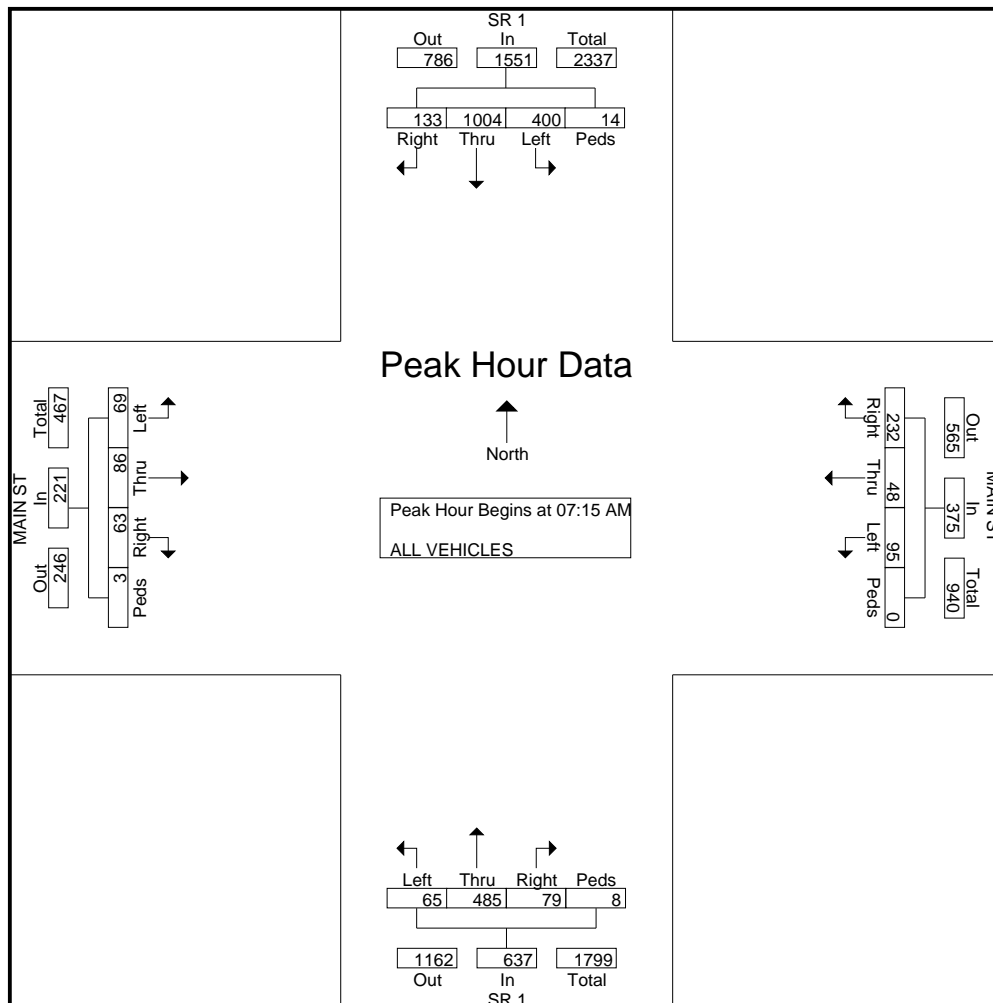 SR 1
Out In Total
786 1551 2337
133 1004 400 14
Right Thru Left Peds
Peak Hour Data
North
Peak Hour Begins at 07:15 AM
ALL VEHICLES
MAIN ST
Out In Total
246 221 467
3 63 86 69
Peds Right Thru Left
MAIN ST
Out In Total
565 375 940
232 48 95 0
Right Thru Left Peds
Left Thru Right Peds
65 485 79 8
1162 637 1799
Out In Total
SR 1